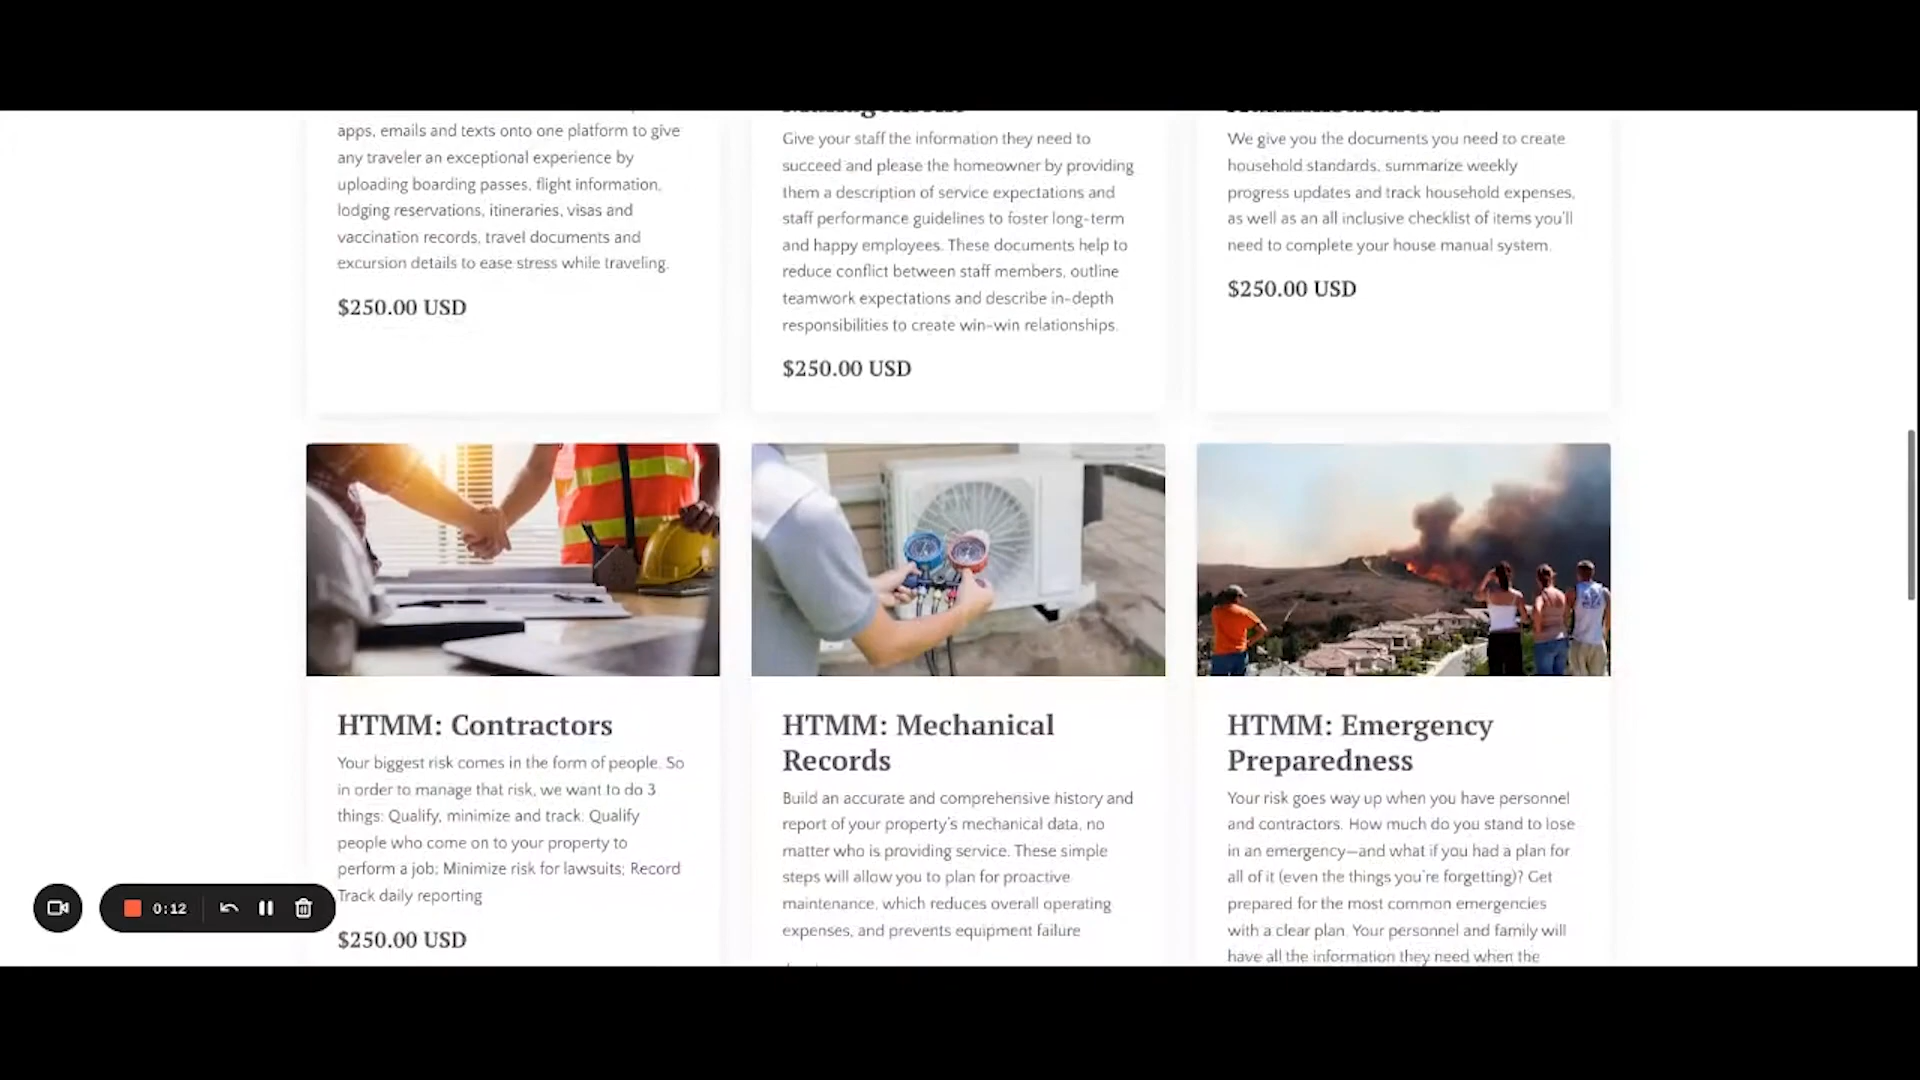 apps, emails and texts onto one platform to give
any traveler an exceptional experience by
uploading boarding passes, flight information,
lodging reservations, itineraries, visas and
vaccination records, travel documents and
excursion details to ease stress while traveling.
$250.00 USD
Give your staff the information they need to
succeed and please the homeowner by providing
them a description of service expectations and
staff performance guidelines to foster long-term
and happy employees. These documents help to
reduce conflict between staff members, outline
teamwork expectations and describe in-depth
responsibilities to create win-win relationships.
$250.00 USD
We give you the documents you need to create
household standards, summarize weekly
progress updates and track household expenses,
as well as an all inclusive checklist of items you'll
need to complete your house manual system.
$250.00 USD
HTMM: Contractors
Your biggest risk comes in the form of people. So
in order to manage that risk, we want to do 3
things: Qualify, minimize and track. Qualify
people who come on to your property to
perform a job; Minimize risk for lawsuits; Record
Track daily reporting
$250.00 USD
HTMM: Mechanical
Records
Build an accurate and comprehensive history and
report of your property's mechanical data, no
matter who is providing service. These simple
steps will allow you to plan for proactive
maintenance, which reduces overall operating
expenses, and prevents equipment failure
HTMM: Emergency
Preparedness
Your risk goes way up when you have personnel
and contractors. How much do you stand to lose
in an emergency—and what if you had a plan for
all of it (even the things you're forgetting)? Get
prepared for the most common emergencies
with a clear plan. Your personnel and family will
have all the information they need when the
0:12